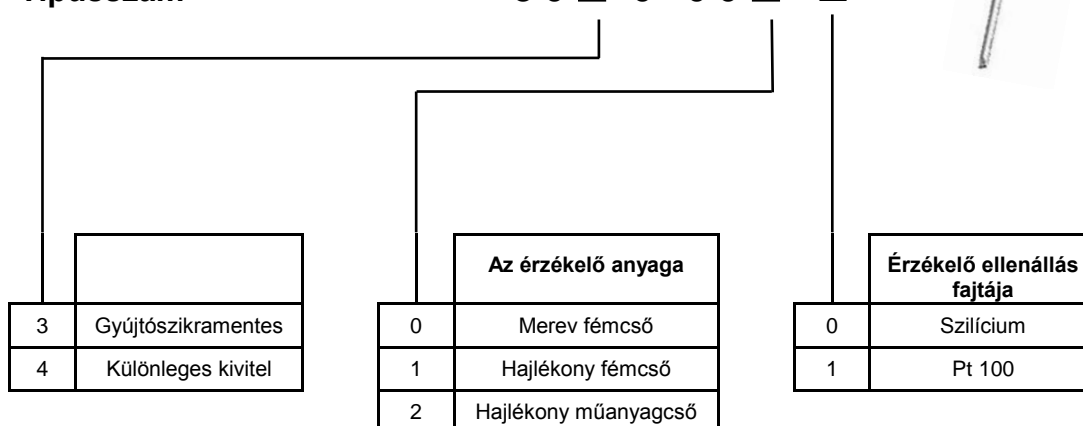 Az érzékelő anyaga
Érzékelő ellenállás
fajtája
3 Gyújtószikramentes
0 Merev fémcső
0 Szilícium
4 Különleges kivitel
1 Hajlékony fémcső
1 Pt 100
2 Hajlékony műanyagcső